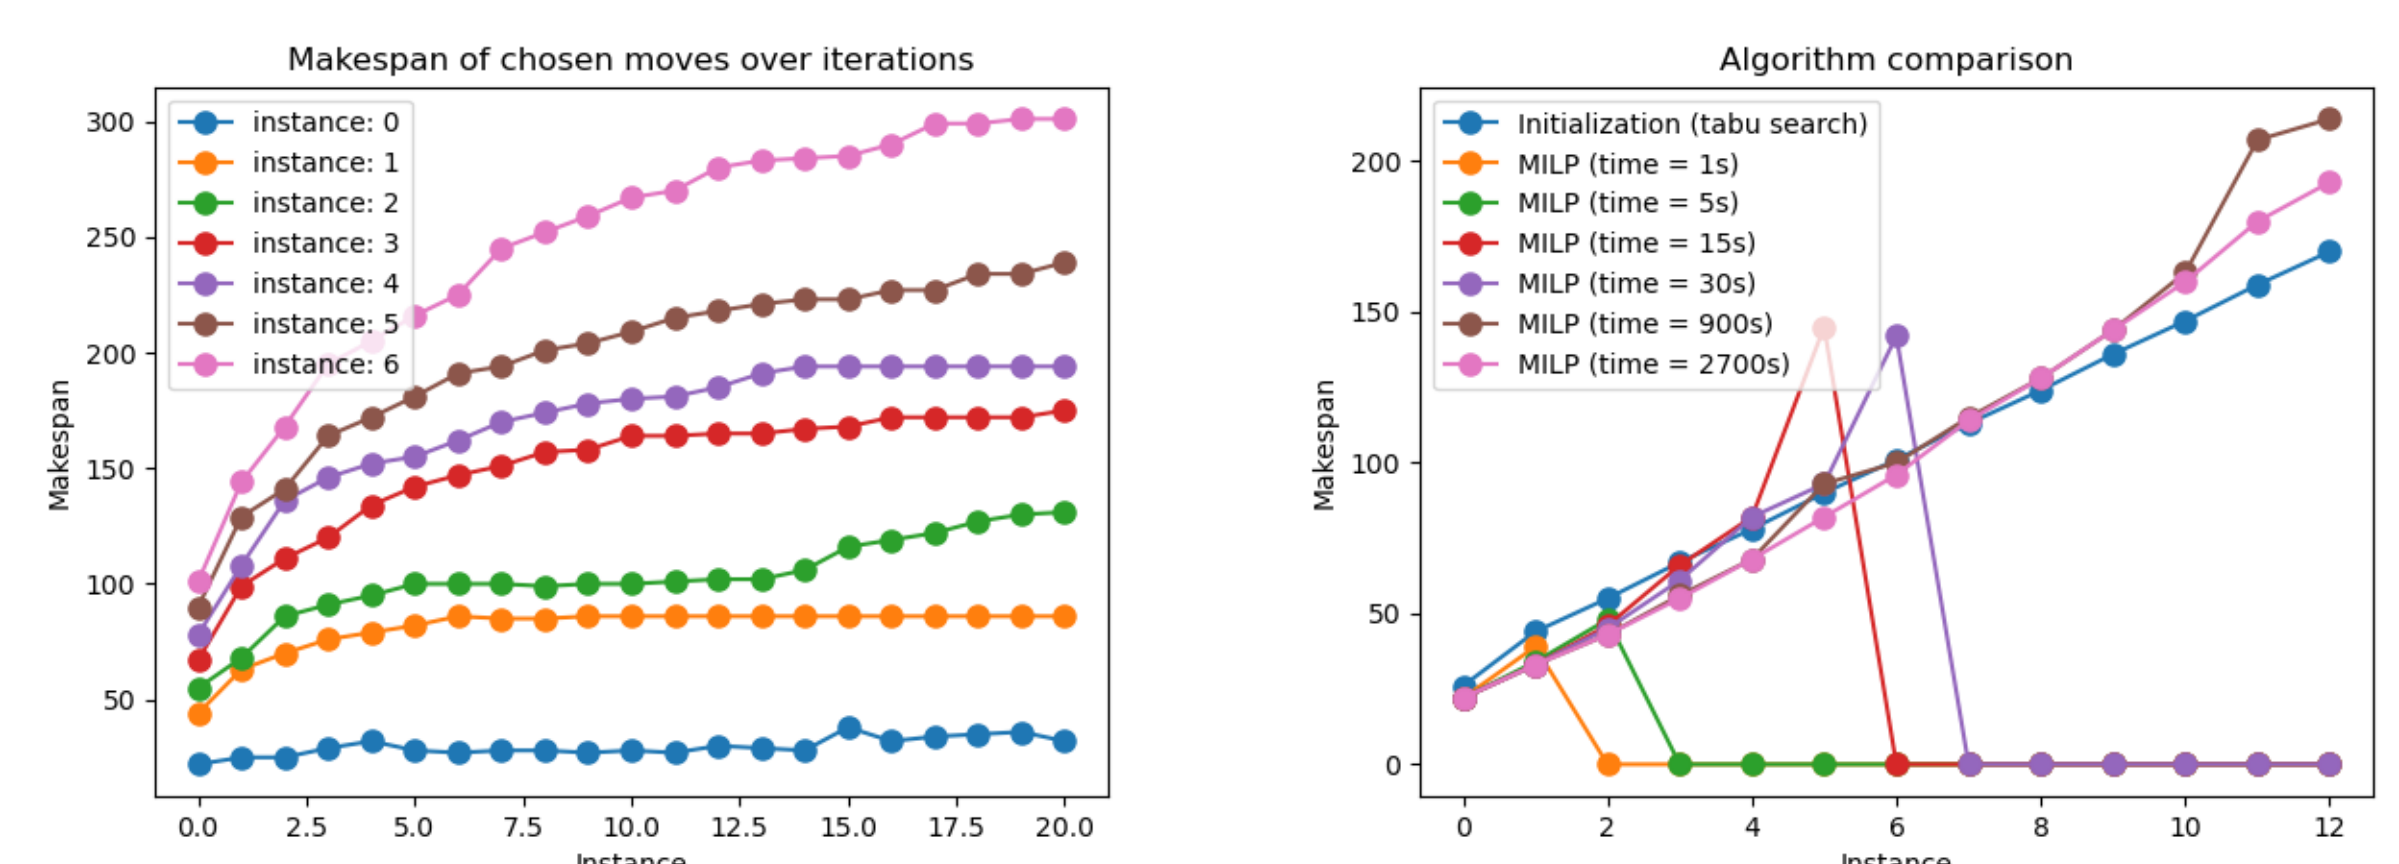 Makespan of chosen moves over iterations
Makespan
300
250
200
150
100
50
instance: 0
instance: 1
instance: 2
instance: 3
instance: 4
instance: 5
instance: 6
0.0 2.5 5.0 7.5 10.0 12.5 15.0 17.5 20.0
Instance
Algorithm comparison
Makespan
200
150
100
50
0
Initialization (tabu search)
MILP (time = 1s)
MILP (time = 5s)
MILP (time = 15s)
MILP (time = 30s)
MILP (time = 900s)
MILP (time = 2700s)
0 2 4 6 8 10 12
Instance